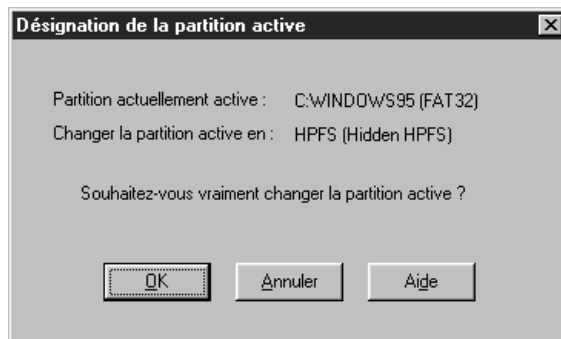 Désignation de la partition active
Partition actuellement active : C:WINDOWS95 (FAT32)
Changer la partition active en : HPFS (Hidden HPFS)
Souhaitez-vous vraiment changer la partition active ?
OK Annuler Aide